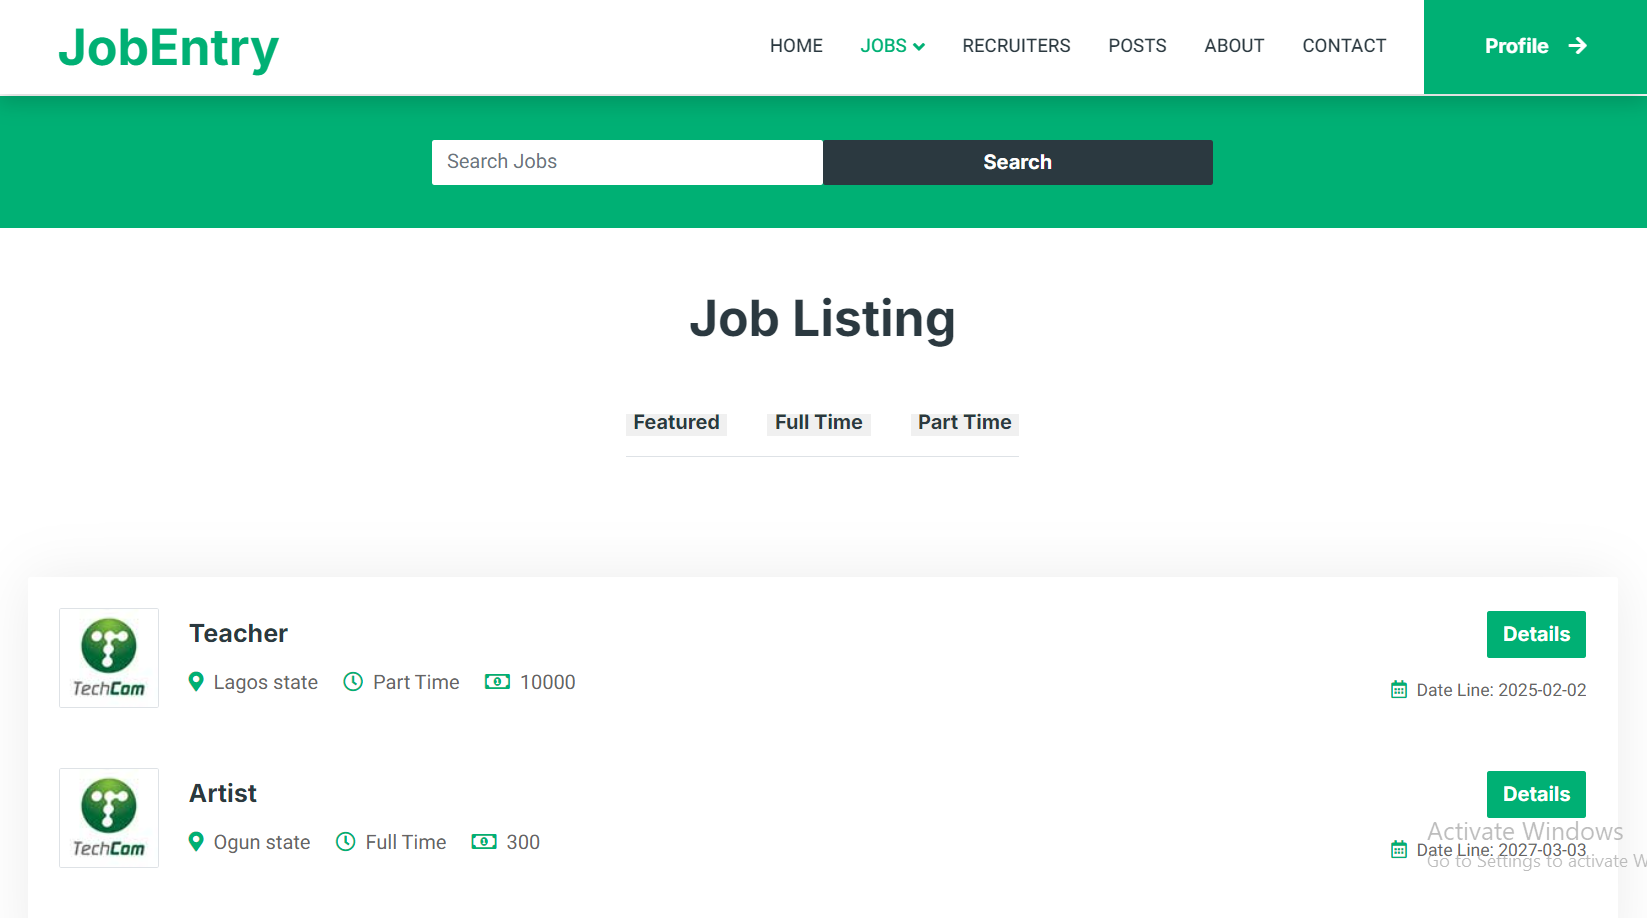 JobEntry
HOME JOBS RECRUITERS POSTS ABOUT CONTACT Profile
Search Jobs Search
Job Listing
Featured Full Time Part Time
TechCom
Teacher
Lagos state Part Time 10000
Details
Date Line: 2025-02-02
TechCom
Artist
Ogun state Full Time 300
Details
Activate Windows
Date Line: 2027-03-03
Go to Settings to activate W